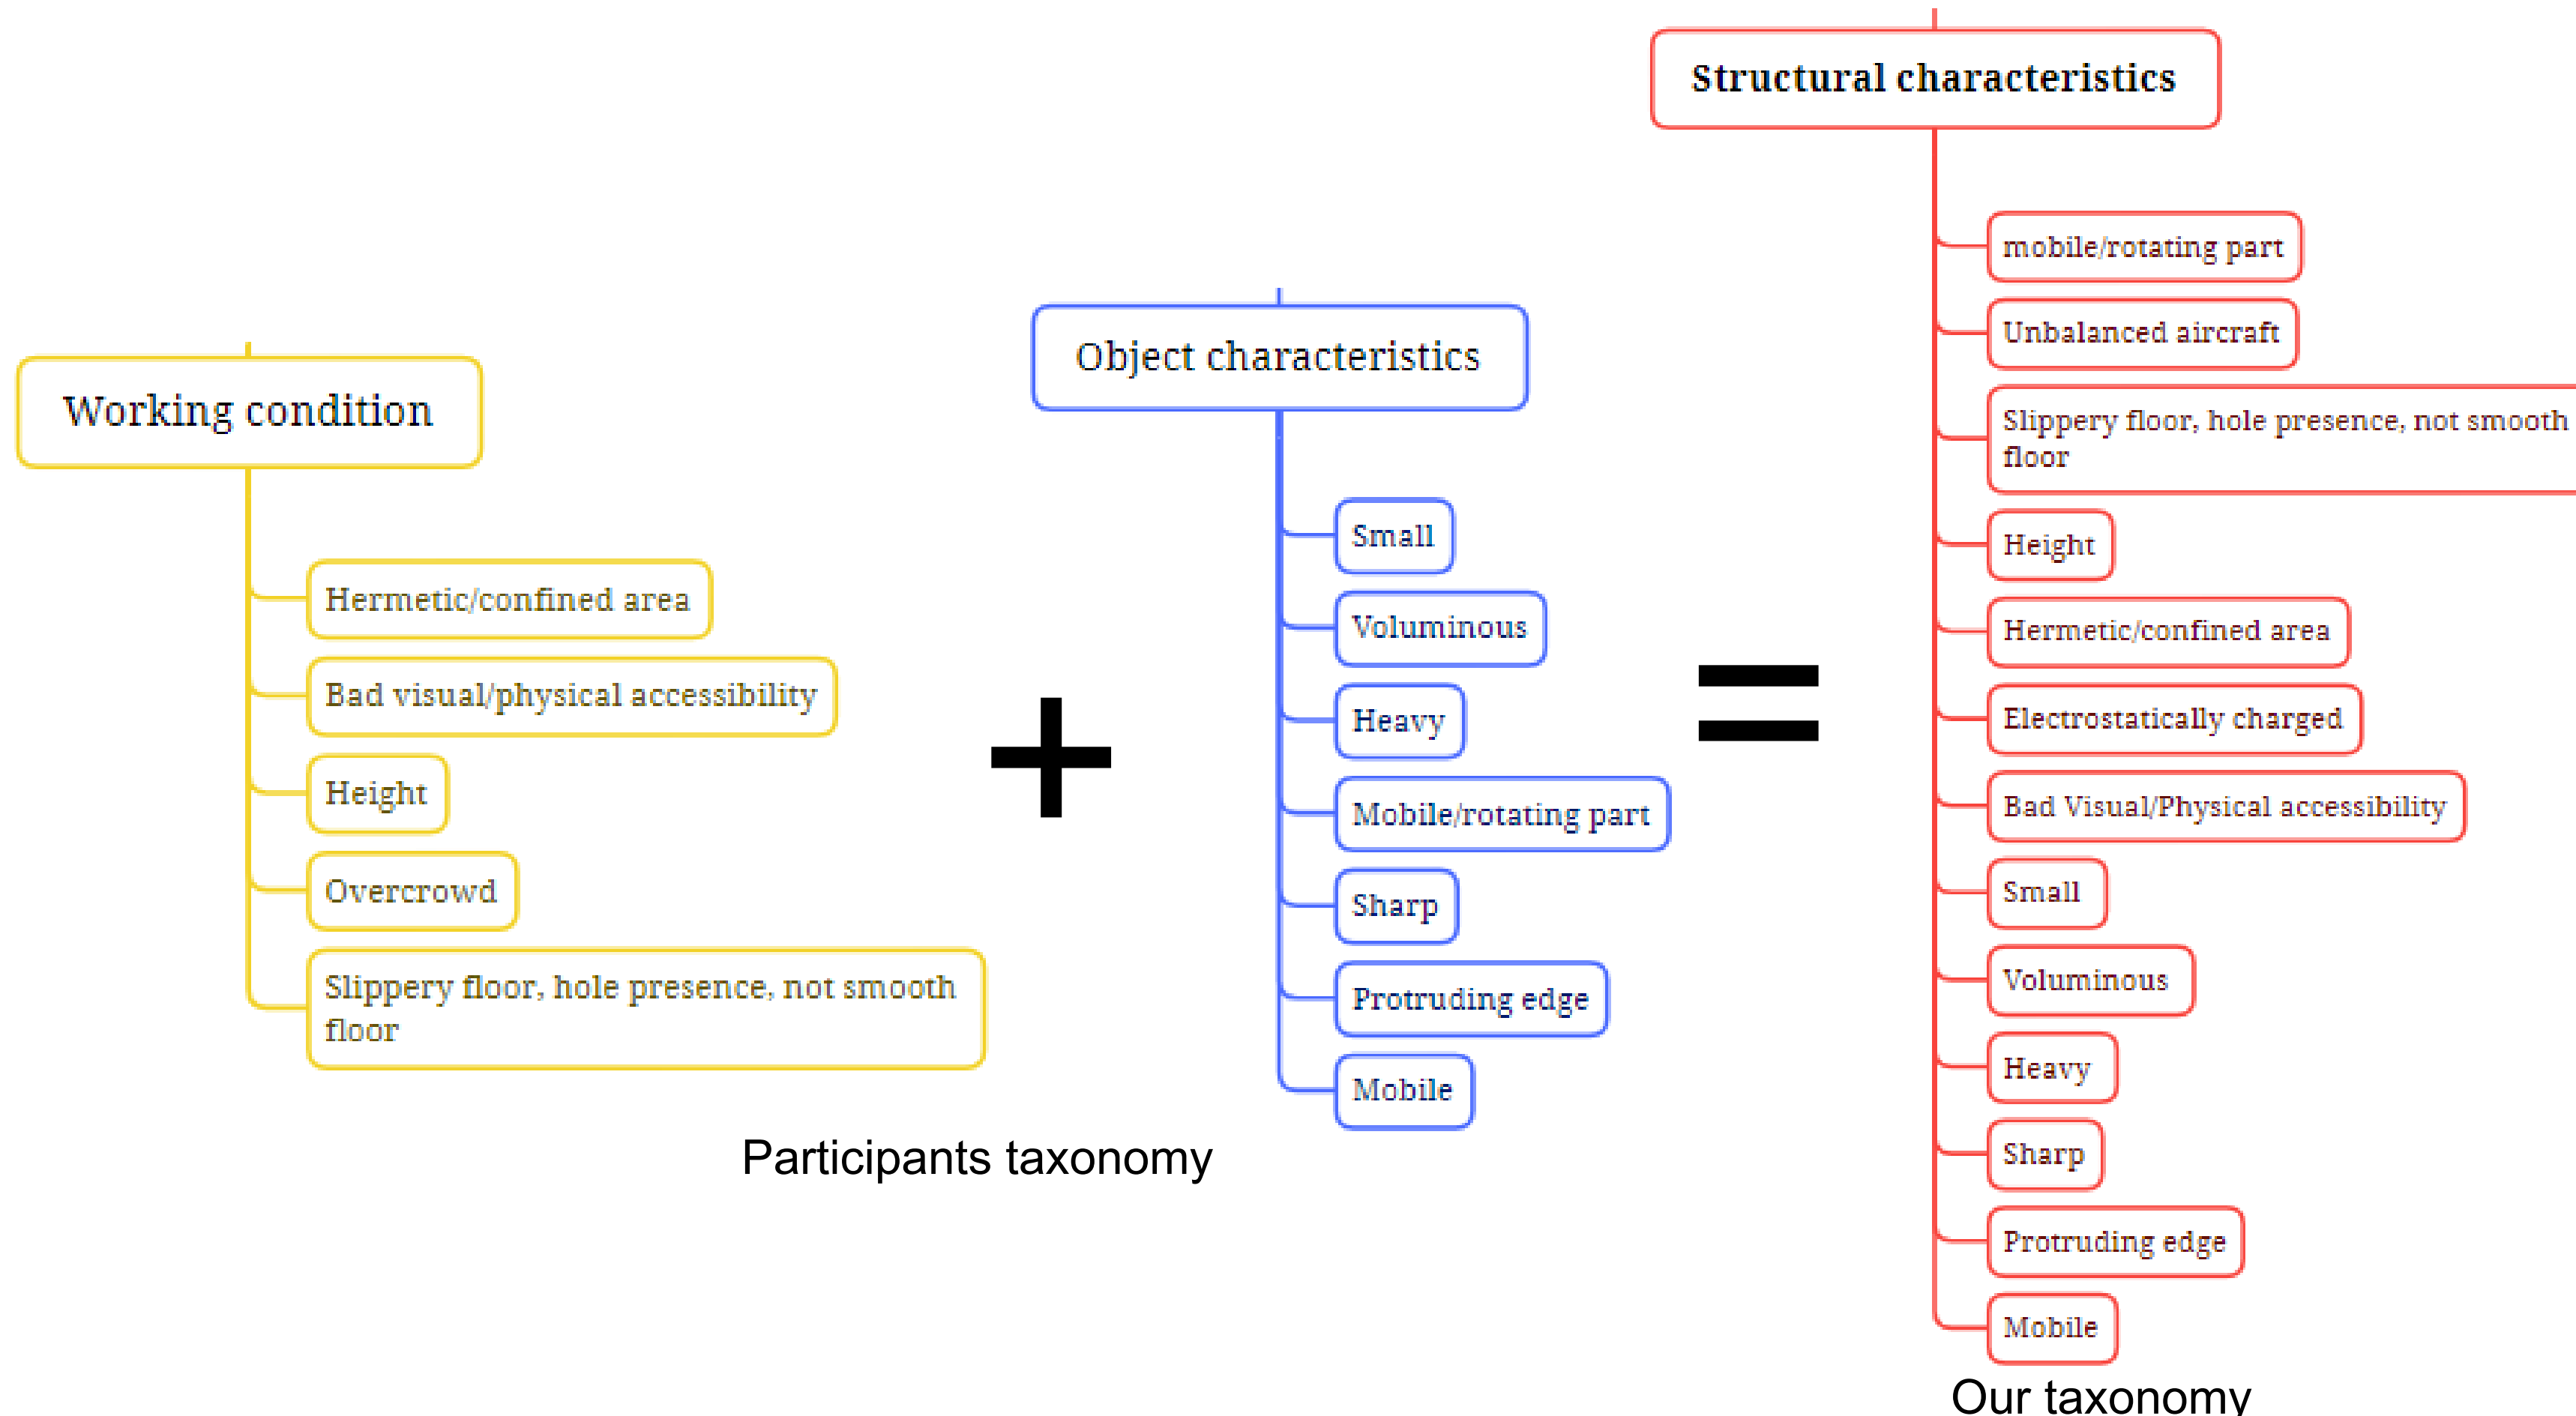 Working condition
Hermetic/confined area
Bad visual/physical accessibility
Height
Overcrowd
Slippery floor, hole presence, not smooth
floor
+
Object characteristics
Small
Voluminous
Heavy
Mobile/rotating part
Sharp
Protruding edge
Mobile
Participants taxonomy
=
Structural characteristics
mobile/rotating part
Unbalanced aircraft
Slippery floor, hole presence, not smooth
floor
Height
Hermetic/confined area
Electrostatically charged
Bad Visual/Physical accessibility
Small
Voluminous
Heavy
Sharp
Protruding edge
Mobile
Our taxonomy